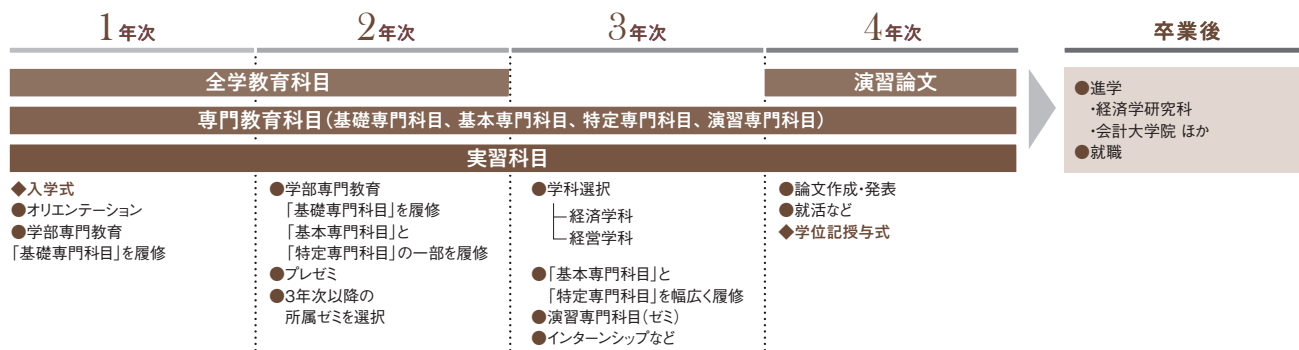 1年次
2年次
3年次
4年次
卒業後
全学教育科目
演習論文
専門教育科目(基礎専門科目、基本専門科目、特定専門科目、演習専門科目)
実習科目
◆入学式
●オリエンテーション
●学部専門教育
「基礎専門科目」を履修
●学部専門教育
「基礎専門科目」を履修
「基本専門科目」と
「特定専門科目」の一部を履修
●プレゼミ
●3年次以降の
所属ゼミを選択
●学科選択
経済学科
経営学科
●「基本専門科目」と
「特定専門科目」を幅広く履修
●演習専門科目(ゼミ)
●インターンシップなど
●論文作成・発表
●就活など
◆学位記授与式
●進学
・経済学研究科
・会計大学院 ほか
●就職